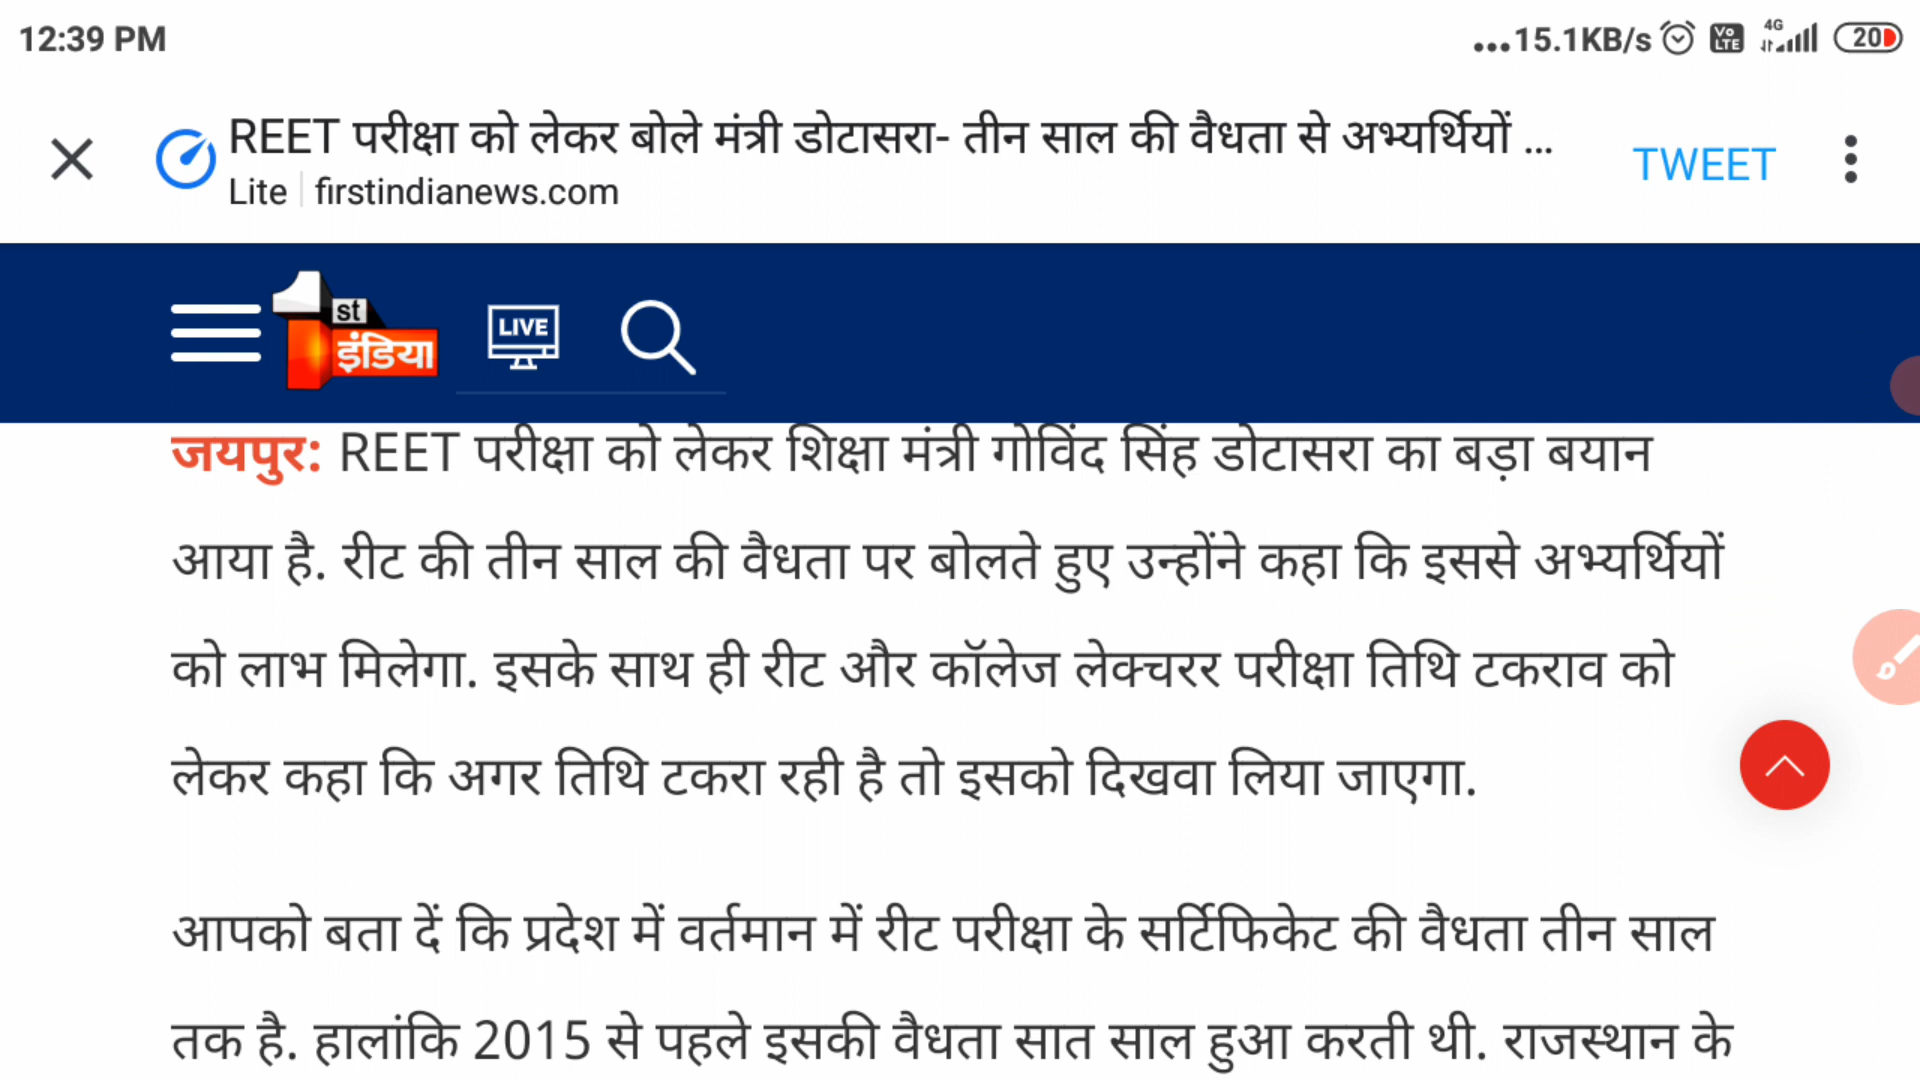 12:39 PM
...15.1KB/s Vo LTE 4G 20
REET परीक्षा को लेकर बोले मंत्री डोटासरा- तीन साल की वैधता से अभ्यर्थियों ...
TWEET
Lite firstindianews.com
1st इंडिया LIVE
जयपुर: REET परीक्षा को लेकर शिक्षा मंत्री गोविंद सिंह डोटासरा का बड़ा बयान
आया है. रीट की तीन साल की वैधता पर बोलते हुए उन्होंने कहा कि इससे अभ्यर्थियों
को लाभ मिलेगा. इसके साथ ही रीट और कॉलेज लेक्चरर परीक्षा तिथि टकराव को
लेकर कहा कि अगर तिथि टकरा रही है तो इसको दिखवा लिया जाएगा.
आपको बता दें कि प्रदेश में वर्तमान में रीट परीक्षा के सर्टिफिकेट की वैधता तीन साल
तक है. हालांकि 2015 से पहले इसकी वैधता सात साल हुआ करती थी. राजस्थान के